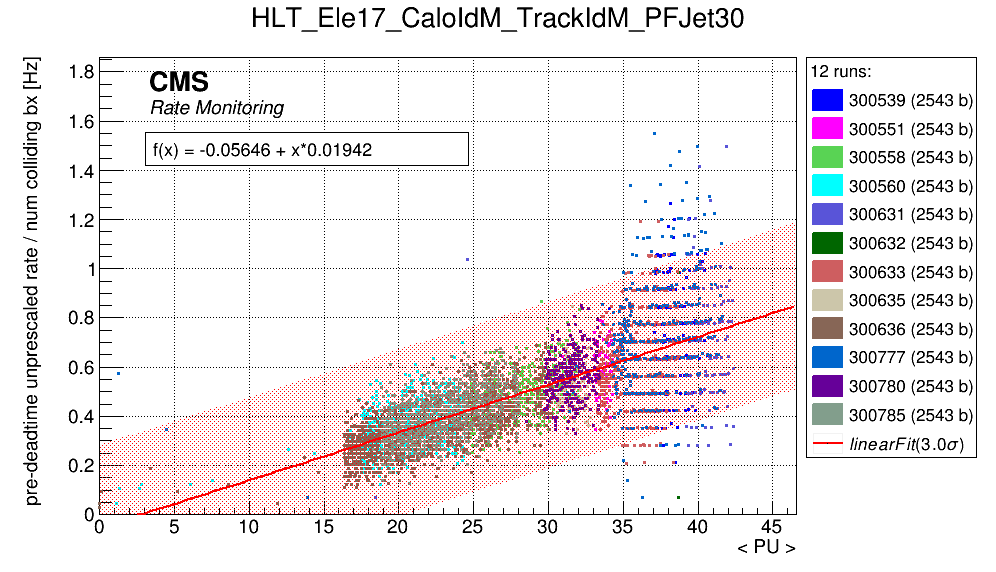 HLT_Ele17_CaloIdM_TrackIdM_PFJet30
pre-deadtime unprescaled rate / num colliding bx [Hz]
1.8
1.6
1.4
1.2
1
0.8
0.6
0.4
0.2
0
CMS
Rate Monitoring
f(x) = -0.05646 + x*0.01942
0 5 10 15 20 25 30 35 40 45
< PU >
12 runs:
300539 (2543 b)
300551 (2543 b)
300558 (2543 b)
300560 (2543 b)
300631 (2543 b)
300632 (2543 b)
300633 (2543 b)
300635 (2543 b)
300636 (2543 b)
300777 (2543 b)
300780 (2543 b)
300785 (2543 b)
linearFit(3.0σ)